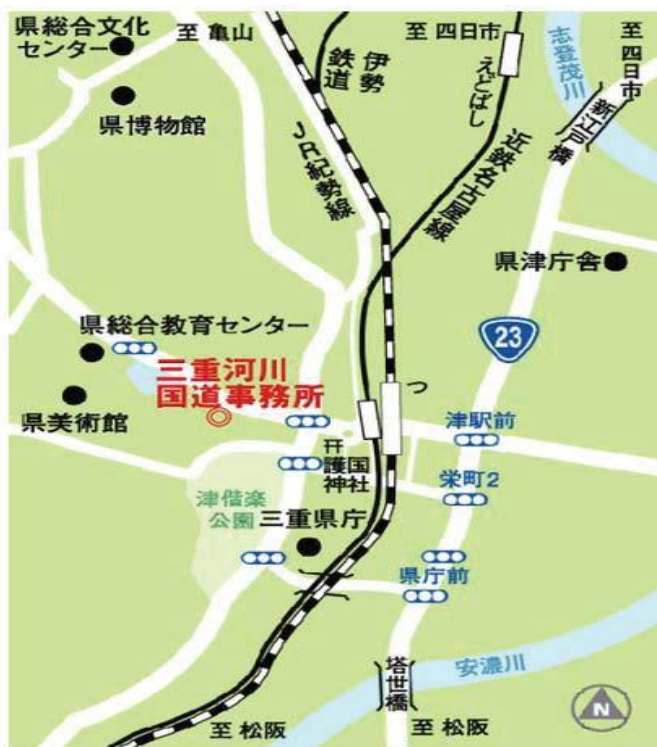 県総合文化
センター
至 亀山
伊勢
鉄道
至 四日市
えどばし
志登茂川
至 四日市
新江戸橋
県博物館
JR紀勢線
近鉄名古屋線
県津庁舎
23
県総合教育センター
三重河川
国道事務所
県美術館
つ
津駅前
護国
神社
栄町2
津偕楽
公園
三重県庁
県庁前
塔世橋
安濃川
至 松阪
至 松阪
N